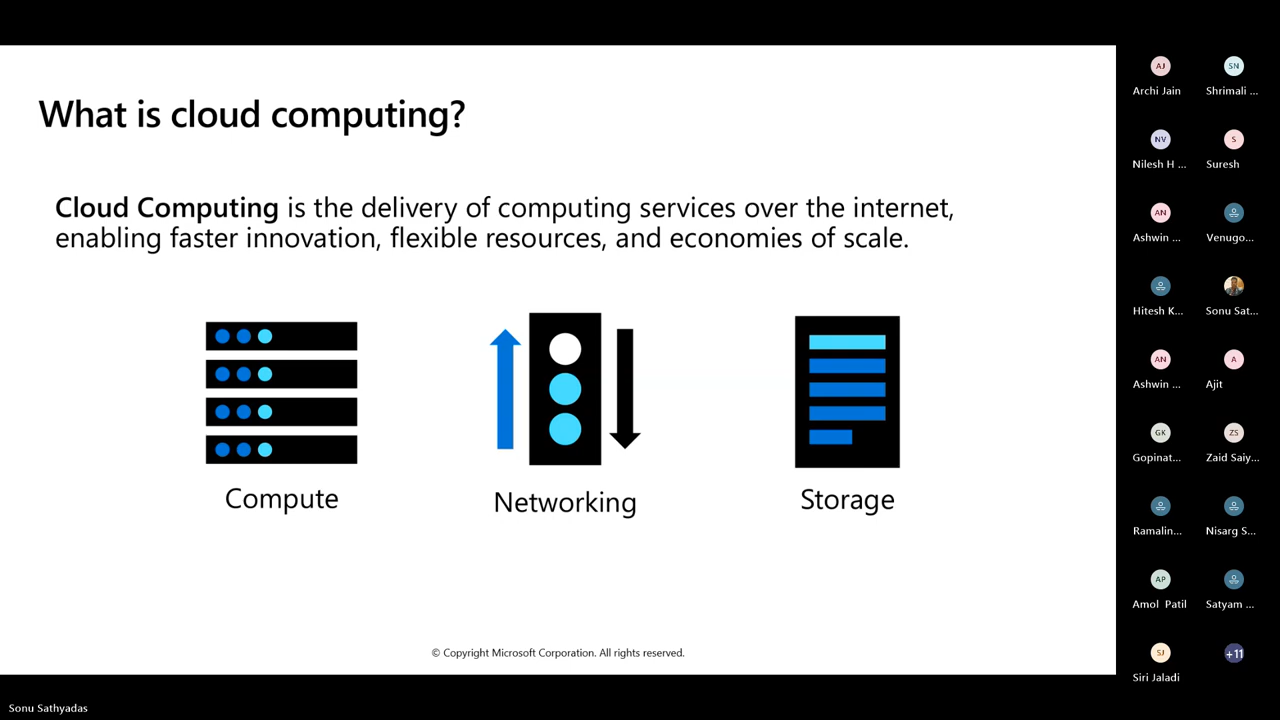 What is cloud computing?
Cloud Computing is the delivery of computing services over the internet,
enabling faster innovation, flexible resources, and economies of scale.
Compute
Networking
Storage
© Copyright Microsoft Corporation. All rights reserved.
AJ
Archi Jain
SN
Shrimali ...
NV
Nilesh H ...
S
Suresh
AN
Ashwin ...
Venugo...
Hitesh K...
Sonu Sat...
AN
Ashwin ...
A
Ajit
GK
Gopinat...
ZS
Zaid Saiy...
Ramalin...
Nisarg S...
AP
Amol Patil
Satyam ...
SJ
Siri Jaladi
+11
Sonu Sathyadas